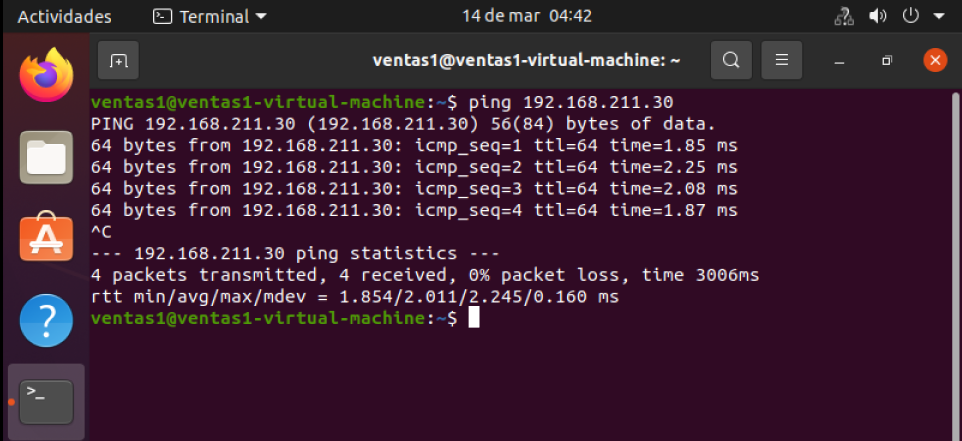 Actividades
Terminal
14 de mar 04:42
ventas1@ventas1-virtual-machine: ~
ventas1@ventas1-virtual-machine:~$ ping 192.168.211.30
PING 192.168.211.30 (192.168.211.30) 56(84) bytes of data.
64 bytes from 192.168.211.30: icmp_seq=1 ttl=64 time=1.85 ms
64 bytes from 192.168.211.30: icmp_seq=2 ttl=64 time=2.25 ms
64 bytes from 192.168.211.30: icmp_seq=3 ttl=64 time=2.08 ms
64 bytes from 192.168.211.30: icmp_seq=4 ttl=64 time=1.87 ms
^C
--- 192.168.211.30 ping statistics ---
4 packets transmitted, 4 received, 0% packet loss, time 3006ms
rtt min/avg/max/mdev = 1.854/2.011/2.245/0.160 ms
ventas1@ventas1-virtual-machine:~$